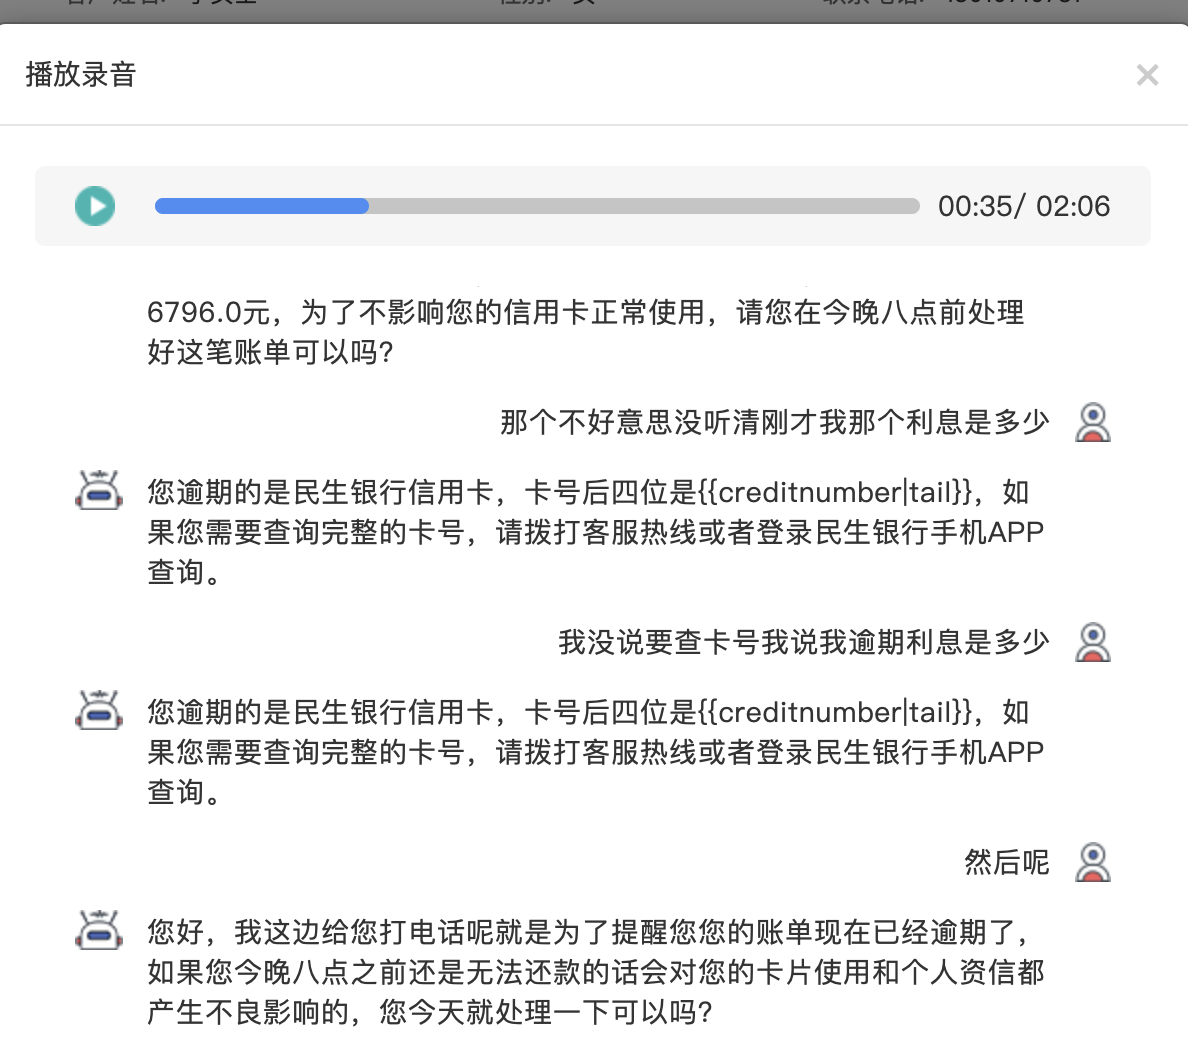 播放录音
00:35/ 02:06
6796.0元，为了不影响您的信用卡正常使用，请您在今晚八点前处理
好这笔账单可以吗?
那个不好意思没听清刚才我那个利息是多少
您逾期的是民生银行信用卡，卡号后四位是{{creditnumber|tail}}，如
果您需要查询完整的卡号，请拨打客服热线或者登录民生银行手机APP
查询。
我没说要查卡号我说我逾期利息是多少
您逾期的是民生银行信用卡，卡号后四位是{{creditnumber|tail}}，如
果您需要查询完整的卡号，请拨打客服热线或者登录民生银行手机APP
查询。
然后呢
您好，我这边给您打电话呢就是为了提醒您您的账单现在已经逾期了，
如果您今晚八点之前还是无法还款的话会对您的卡片使用和个人资信都
产生不良影响的，您今天就处理一下可以吗?